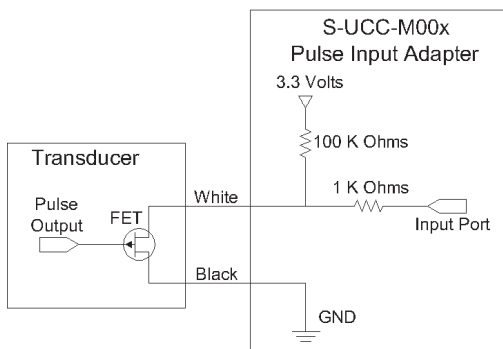 S-UCC-M00x
Pulse Input Adapter
3.3 Volts
100 K Ohms
Transducer
1 K Ohms
Pulse
Output
FET
White
Input Port
Black
GND